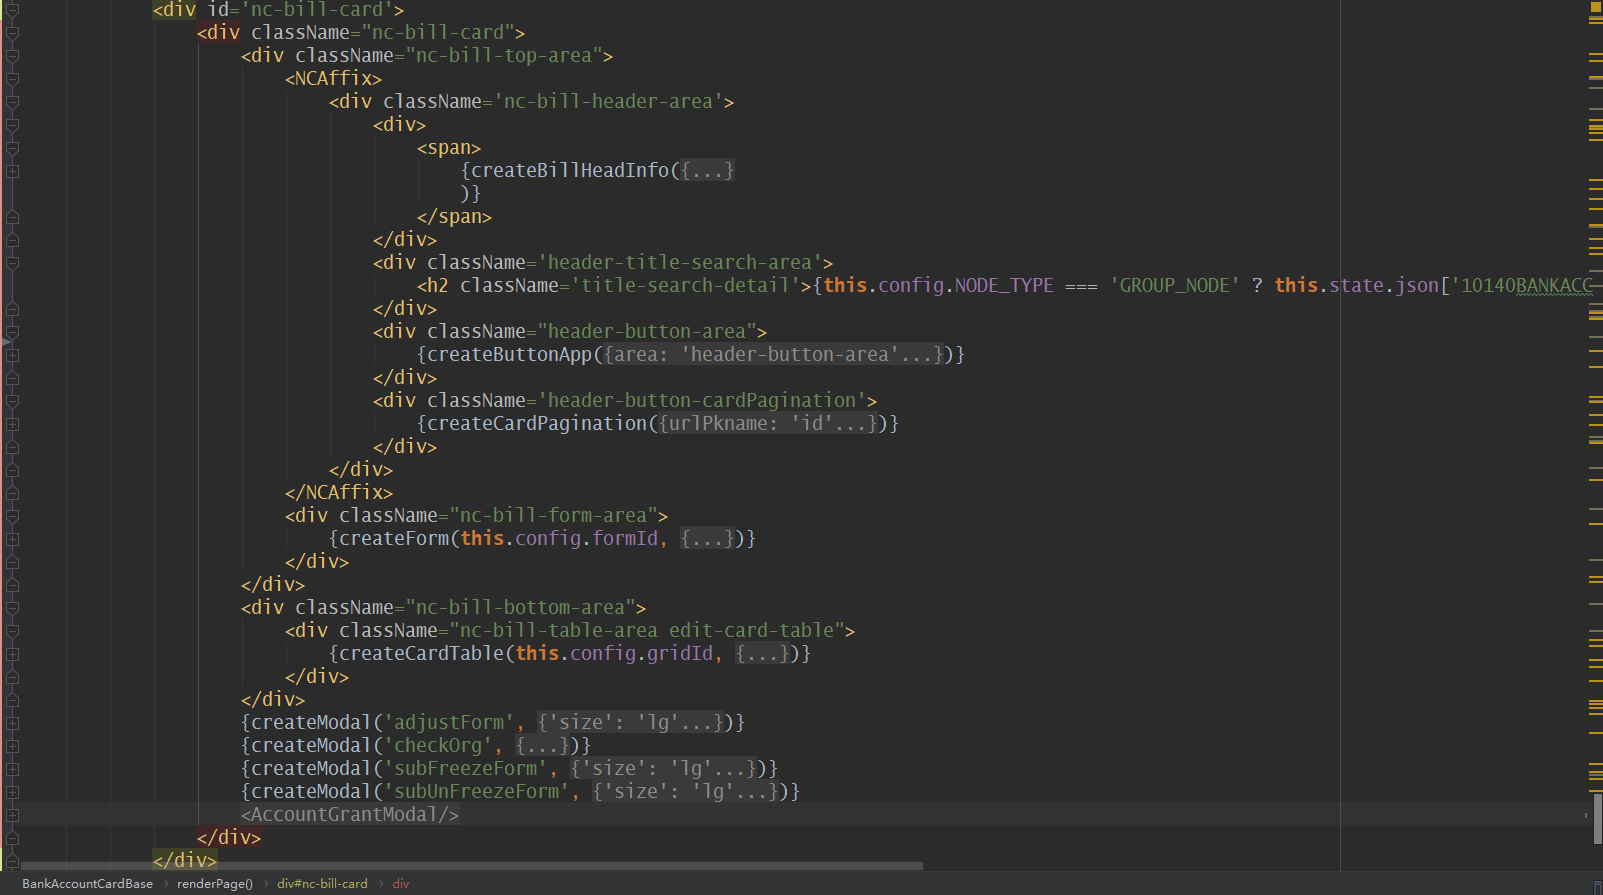 <div id='nc-bill-card'>
<div className="nc-bill-card">
<div className="nc-bill-top-area">
<NCAffix>
<div className='nc-bill-header-area'>
<div>
<span>
{createBillHeadInfo({...}
)}
</span>
</div>
<div className='header-title-search-area'>
<h2 className='title-search-detail'>{this.config.NODE_TYPE === 'GROUP_NODE' ? this.state.json['10140BANKACC
</div>
<div className="header-button-area">
{createButtonApp({area: 'header-button-area'...})}
</div>
<div className='header-button-cardPagination'>
{createCardPagination({urlPkname: 'id'...})}
</div>
</div>
</NCAffix>
<div className="nc-bill-form-area">
{createForm(this.config.formId, {...})}
</div>
</div>
<div className="nc-bill-bottom-area">
<div className="nc-bill-table-area edit-card-table">
{createCardTable(this.config.gridId, {...})}
</div>
</div>
{createModal('adjustForm', {'size': 'lg'...})}
{createModal('checkOrg', {...})}
{createModal('subFreezeForm', {'size': 'lg'...})}
{createModal('subUnFreezeForm', {'size': 'lg'...})}
<AccountGrantModal/>
</div>
</div>
BankAccountCardBase › renderPage() › div#nc-bill-card › div